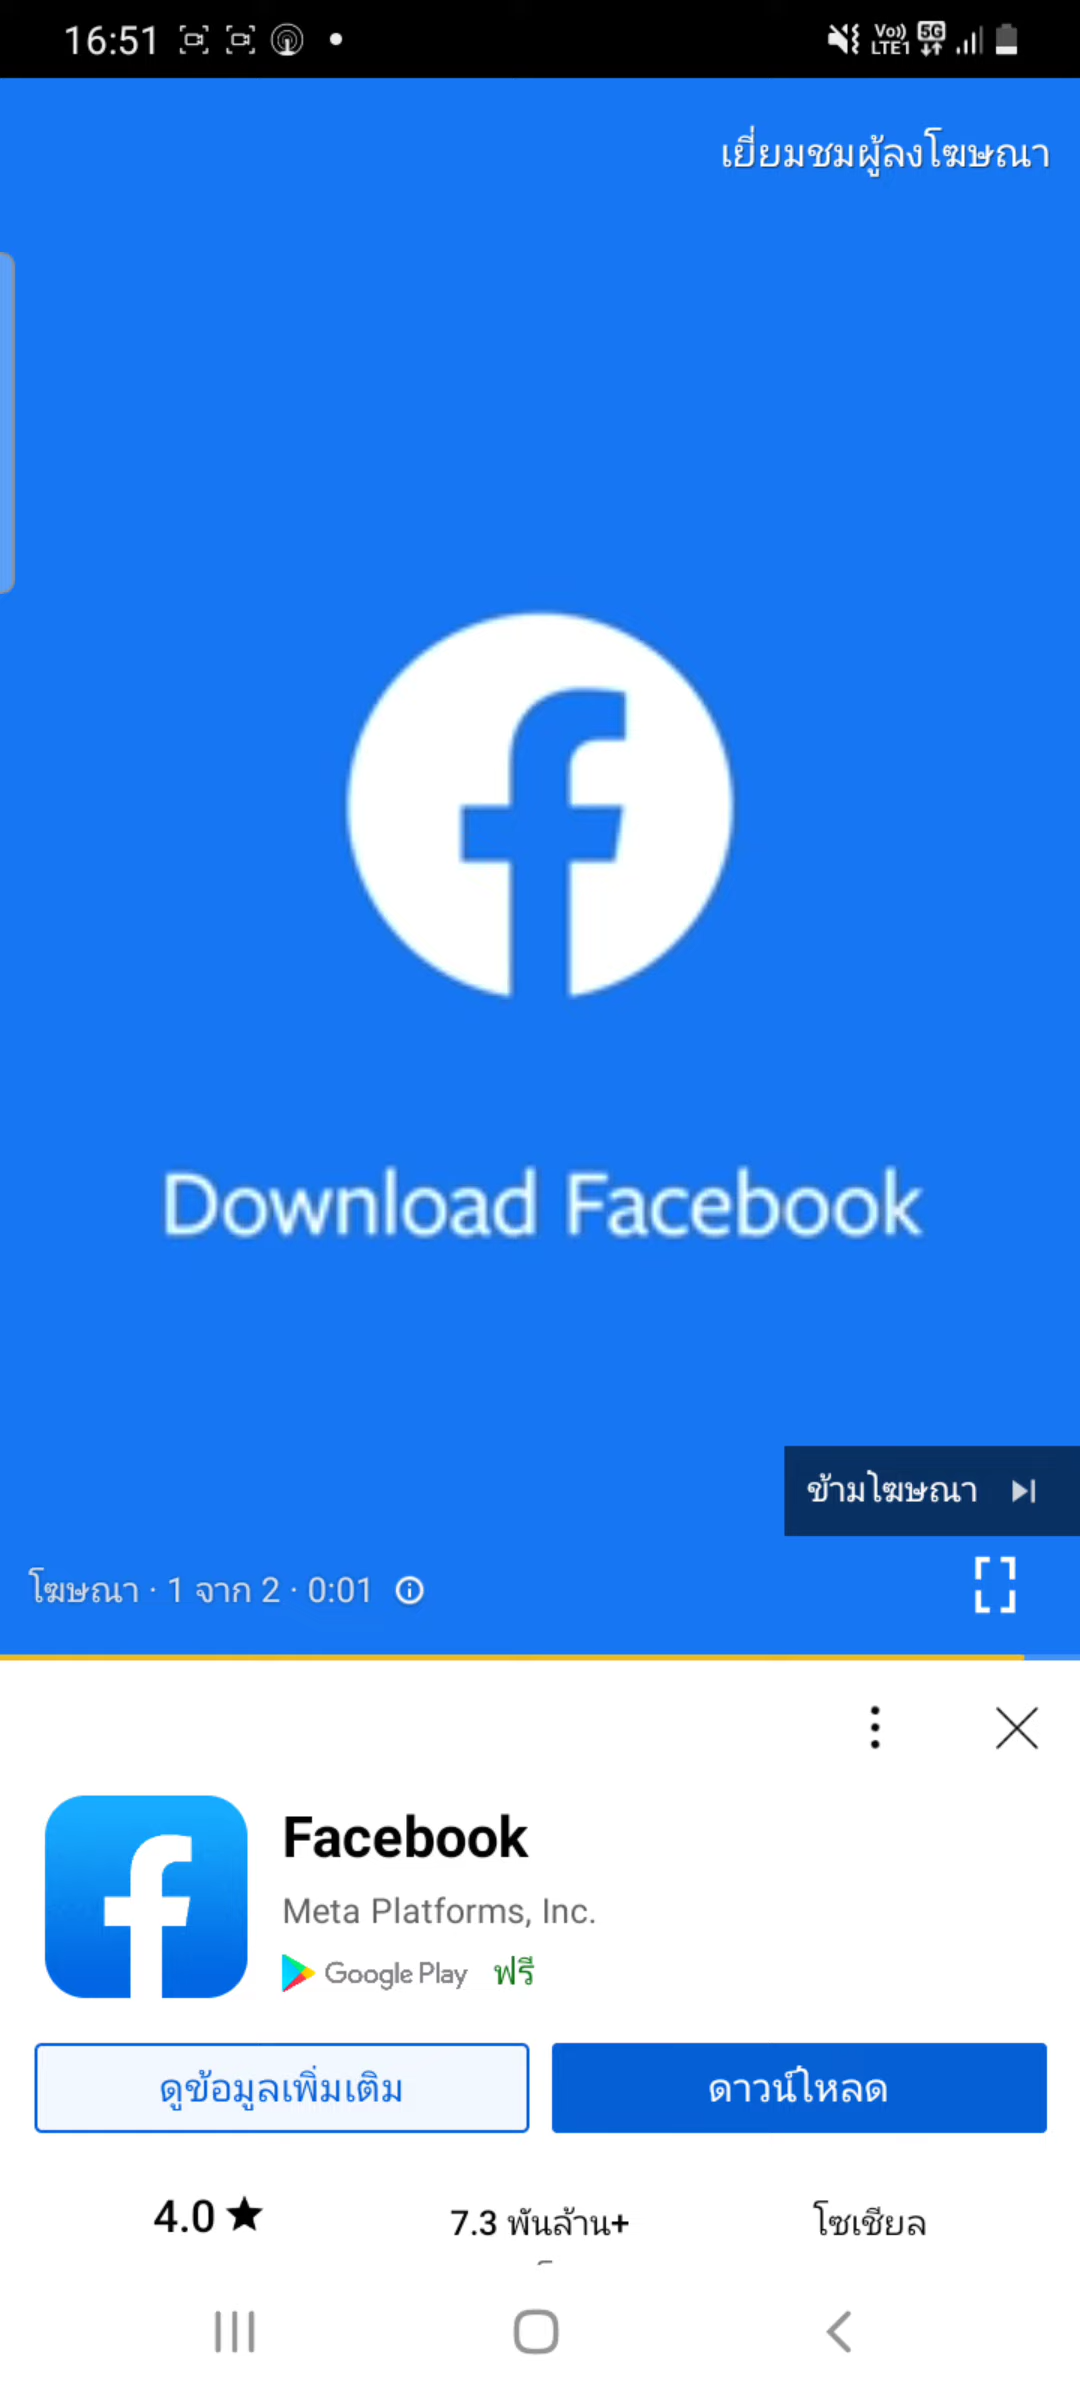 16:51
Vo)) LTE1 5G
เยี่ยมชมผู้ลงโฆษณา
Download Facebook
ข้ามโฆษณา
โฆษณา · 1 จาก 2 · 0:01
Facebook
Meta Platforms, Inc.
Google Play ฟรี
ดูข้อมูลเพิ่มเติม
ดาวน์โหลด
4.0 ★
7.3 พันล้าน+
โซเชียล